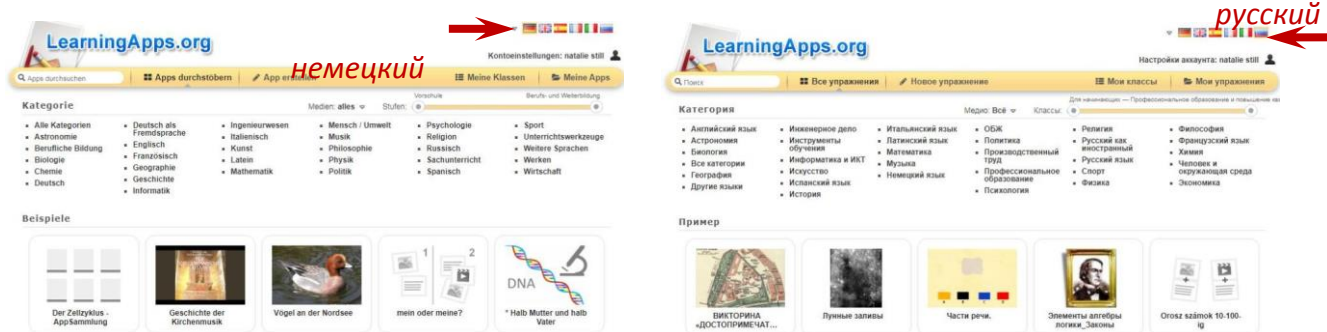 русский
LearningApps.org
Kontoeinstellungen: natalie still
немецкий
Apps durchsuchen
Apps durchstöbern
App erstellen
Meine Klassen
Meine Apps
Kategorie
Medien: alles
Stufen:
Vorschule
Berufs- und Weiterbildung
Alle Kategorien
Astronomie
Berufliche Bildung
Biologie
Chemie
Deutsch
Deutsch als
Fremdsprache
Englisch
Französisch
Geographie
Geschichte
Informatik
Ingenieurwesen
Italienisch
Kunst
Latein
Mathematik
Mensch / Umwelt
Musik
Philosophie
Physik
Politik
Psychologie
Religion
Russisch
Sachunterricht
Spanisch
Sport
Unterrichtswerkzeuge
Weitere Sprachen
Werken
Wirtschaft
Beispiele
1
2
DNA
Der Zellzyklus -
AppSammlung
Geschichte der
Kirchenmusik
Vögel an der Nordsee
mein oder meine?
* Halb Mutter und halb
Vater
LearningApps.org
Настройки аккаунта: natalie still
Поиск
Все упражнения
Новое упражнение
Мои классы
Мои упражнения
Категория
Медиа: Всё
Классы:
Для начинающих — Профессиональное образование и повышение
Английский язык
Астрономия
Биология
Все категории
География
Другие языки
Инженерное дело
Инструменты
обучения
Информатика и ИКТ
Искусство
Испанский язык
История
Итальянский язык
Латинский язык
Математика
Музыка
Немецкий язык
ОБЖ
Политика
Производственный
труд
Профессиональное
образование
Психология
Религия
Русский как
иностранный
Русский язык
Спорт
Физика
Философия
Французский язык
Химия
Человек и
окружающая среда
Экономика
Пример
ВИКТОРИНА
«ДОСТОПРИМЕЧАТ...
Лунные заливы
Части речи.
Элементы алгебры
логики_Законы
Orosz számok 10-100-
ig